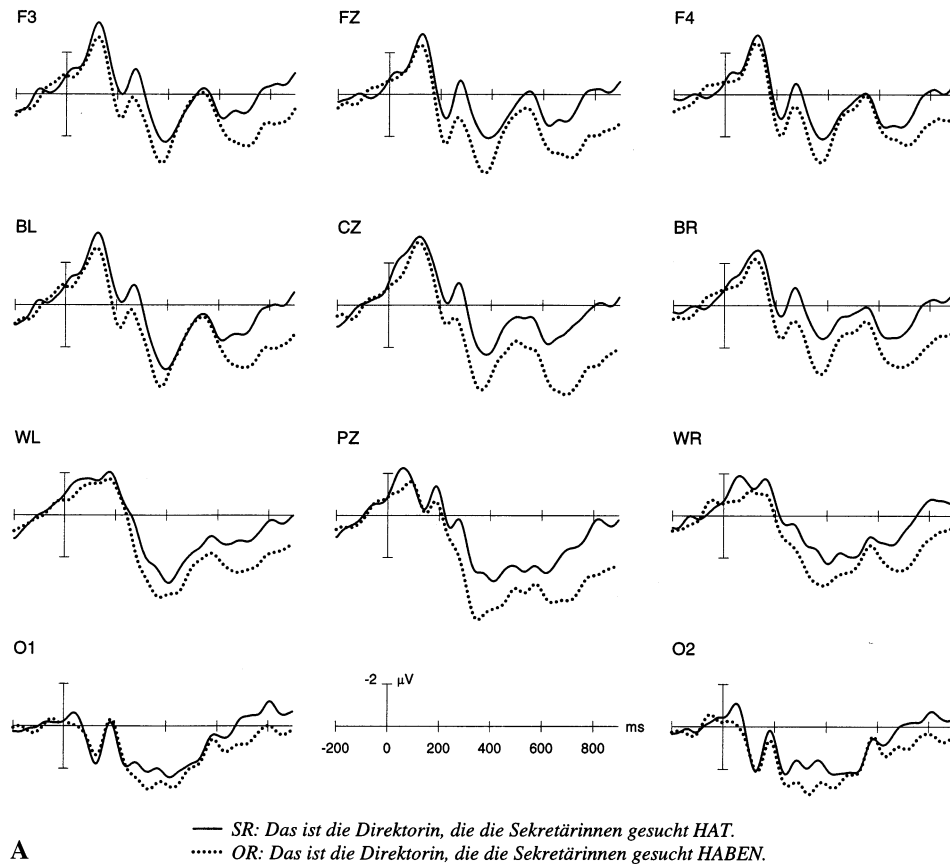 F3 FZ F4
BL CZ BR
WL PZ WR
O1 O2
-2 μV
ms
-200 0 200 400 600 800
SR: Das ist die Direktorin, die die Sekretärinnen gesucht HAT.
A OR: Das ist die Direktorin, die die Sekretärinnen gesucht HABEN.